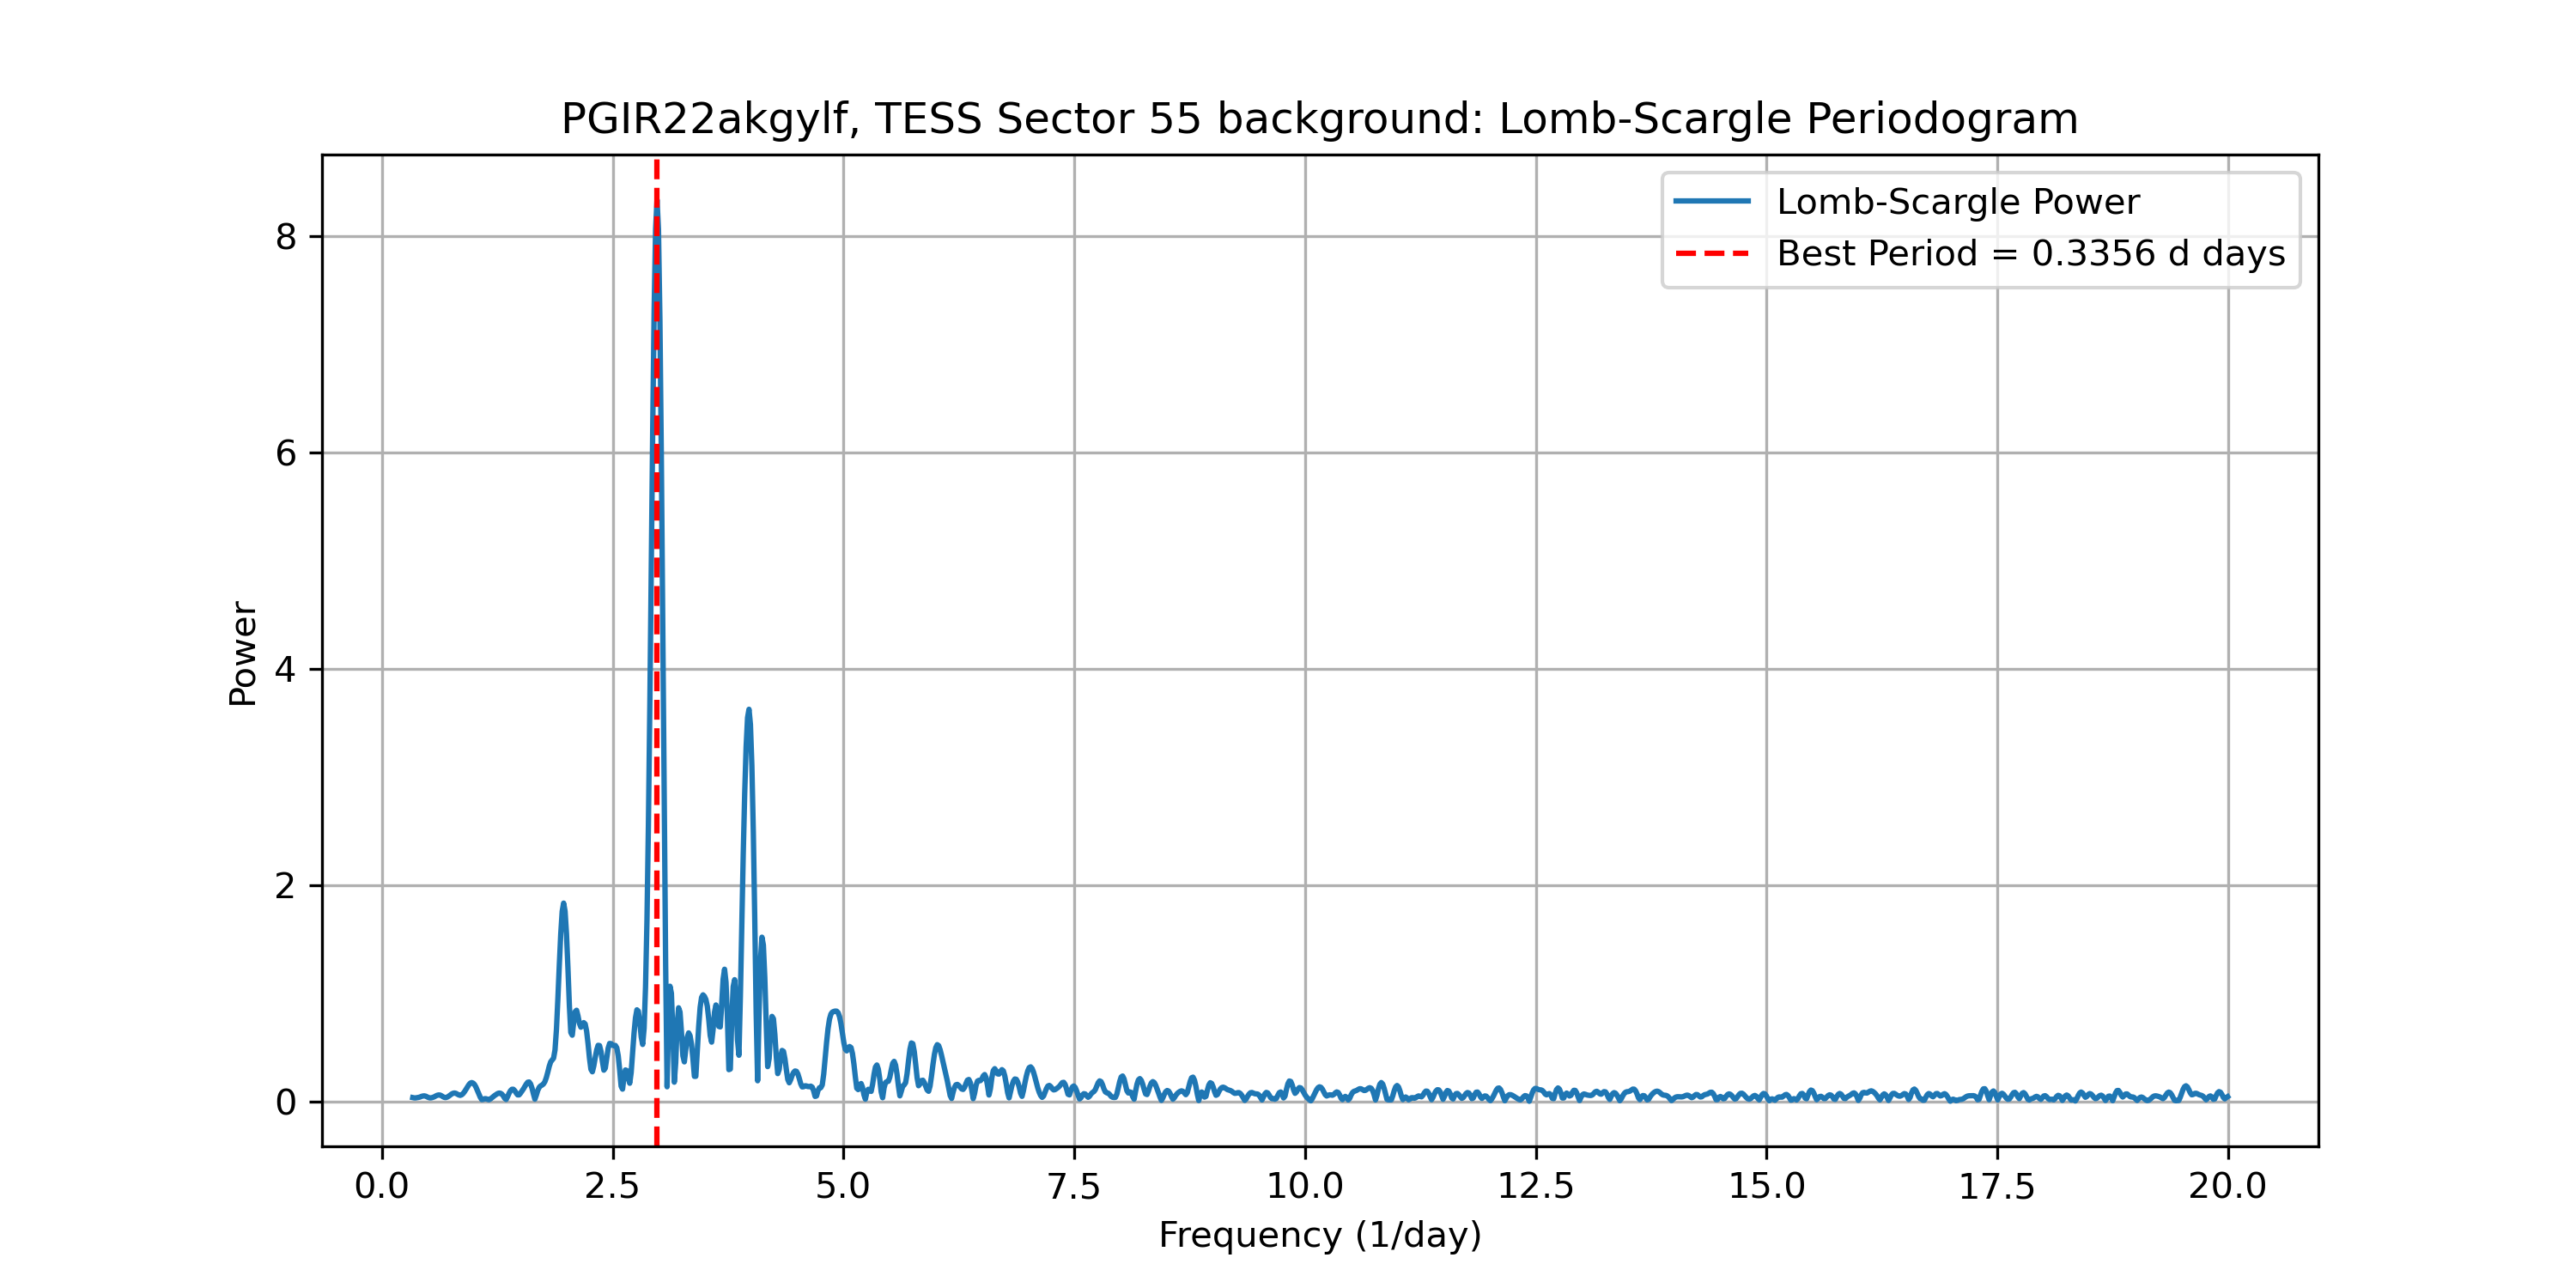 PGIR22akgylf, TESS Sector 55 background: Lomb-Scargle Periodogram
Lomb-Scargle Power
Best Period = 0.3356 d days
8
6
4
2
0
Power
0.0 2.5 5.0 7.5 10.0 12.5 15.0 17.5 20.0
Frequency (1/day)